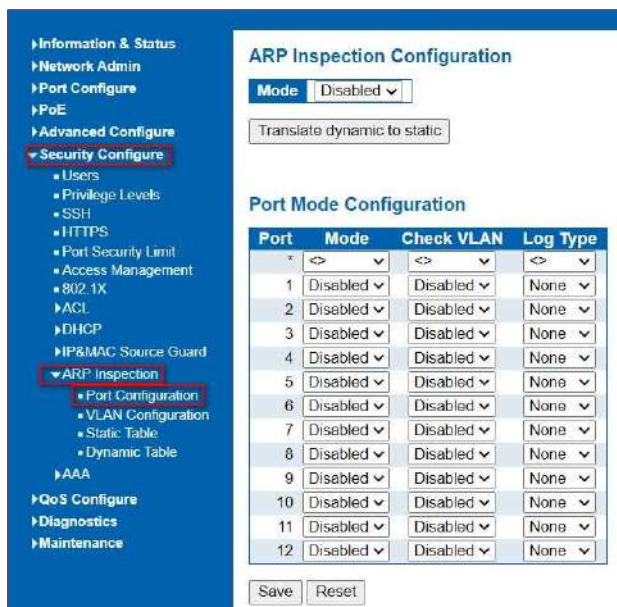 Information & Status
Network Admin
Port Configure
PoE
Advanced Configure
Security Configure
Users
Privilege Levels
SSH
HTTPS
Port Security Limit
Access Management
802.1X
ACL
DHCP
IP&MAC Source Guard
ARP Inspection
Port Configuration
VLAN Configuration
Static Table
Dynamic Table
AAA
QoS Configure
Diagnostics
Maintenance
ARP Inspection Configuration
Mode Disabled
Translate dynamic to static
Port Mode Configuration
Port Mode Check VLAN Log Type
* <> <> <>
1 Disabled Disabled None
2 Disabled Disabled None
3 Disabled Disabled None
4 Disabled Disabled None
5 Disabled Disabled None
6 Disabled Disabled None
7 Disabled Disabled None
8 Disabled Disabled None
9 Disabled Disabled None
10 Disabled Disabled None
11 Disabled Disabled None
12 Disabled Disabled None
Save Reset